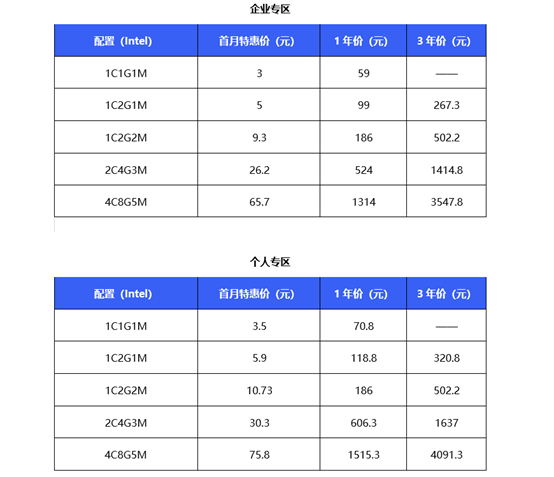 企业专区
配置（Intel） 首月特惠价（元） 1 年价（元） 3 年价（元）
1C1G1M 3 59 ——
1C2G1M 5 99 267.3
1C2G2M 9.3 186 502.2
2C4G3M 26.2 524 1414.8
4C8G5M 65.7 1314 3547.8
个人专区
配置（Intel） 首月特惠价（元） 1 年价（元） 3 年价（元）
1C1G1M 3.5 70.8 ——
1C2G1M 5.9 118.8 320.8
1C2G2M 10.73 186 502.2
2C4G3M 30.3 606.3 1637
4C8G5M 75.8 1515.3 4091.3